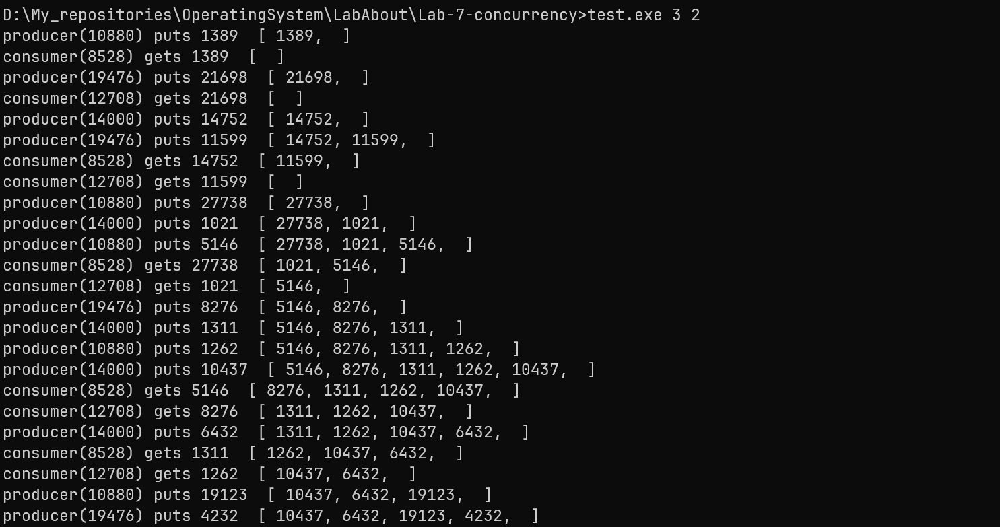 D:\My_repositories\OperatingSystem\LabAbout\Lab-7-concurrency>test.exe 3 2
producer(10880) puts 1389  [ 1389,  ]
consumer(8528) gets 1389  [  ]
producer(19476) puts 21698  [ 21698,  ]
consumer(12708) gets 21698  [  ]
producer(14000) puts 14752  [ 14752,  ]
producer(19476) puts 11599  [ 14752, 11599,  ]
consumer(8528) gets 14752  [ 11599,  ]
consumer(12708) gets 11599  [  ]
producer(10880) puts 27738  [ 27738,  ]
producer(14000) puts 1021  [ 27738, 1021,  ]
producer(10880) puts 5146  [ 27738, 1021, 5146,  ]
consumer(8528) gets 27738  [ 1021, 5146,  ]
consumer(12708) gets 1021  [ 5146,  ]
producer(19476) puts 8276  [ 5146, 8276,  ]
producer(14000) puts 1311  [ 5146, 8276, 1311,  ]
producer(10880) puts 1262  [ 5146, 8276, 1311, 1262,  ]
producer(14000) puts 10437  [ 5146, 8276, 1311, 1262, 10437,  ]
consumer(8528) gets 5146  [ 8276, 1311, 1262, 10437,  ]
consumer(12708) gets 8276  [ 1311, 1262, 10437,  ]
producer(14000) puts 6432  [ 1311, 1262, 10437, 6432,  ]
consumer(8528) gets 1311  [ 1262, 10437, 6432,  ]
consumer(12708) gets 1262  [ 10437, 6432,  ]
producer(10880) puts 19123  [ 10437, 6432, 19123,  ]
producer(19476) puts 4232  [ 10437, 6432, 19123, 4232,  ]